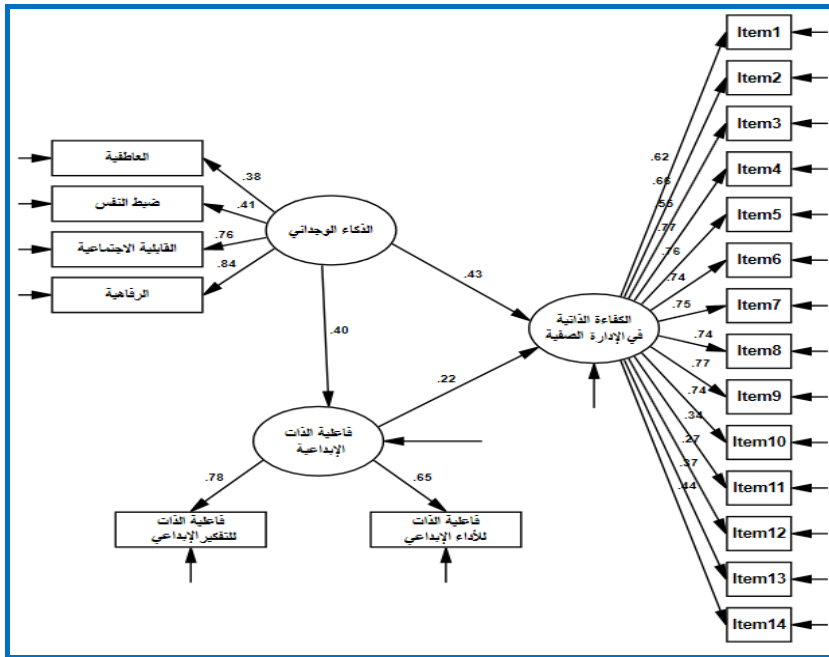 Item1
Item2
Item3
Item4
Item5
Item6
Item7
Item8
Item9
Item10
Item11
Item12
Item13
Item14
.62
.66
.55
.77
.76
.74
.75
.74
.77
.74
.34
.27
.37
.44
العاطفية
ضبط النفس
القابلية الاجتماعية
الرفاهية
.38
.41
.76
.84
الذكاء الوجداني
.43
.40
.22
الكفاءة الذاتية
في الإدارة الصفية
فاعلية الذات
الإبداعية
.78
.65
فاعلية الذات
للتفكير الإبداعي
فاعلية الذات
للأداء الإبداعي